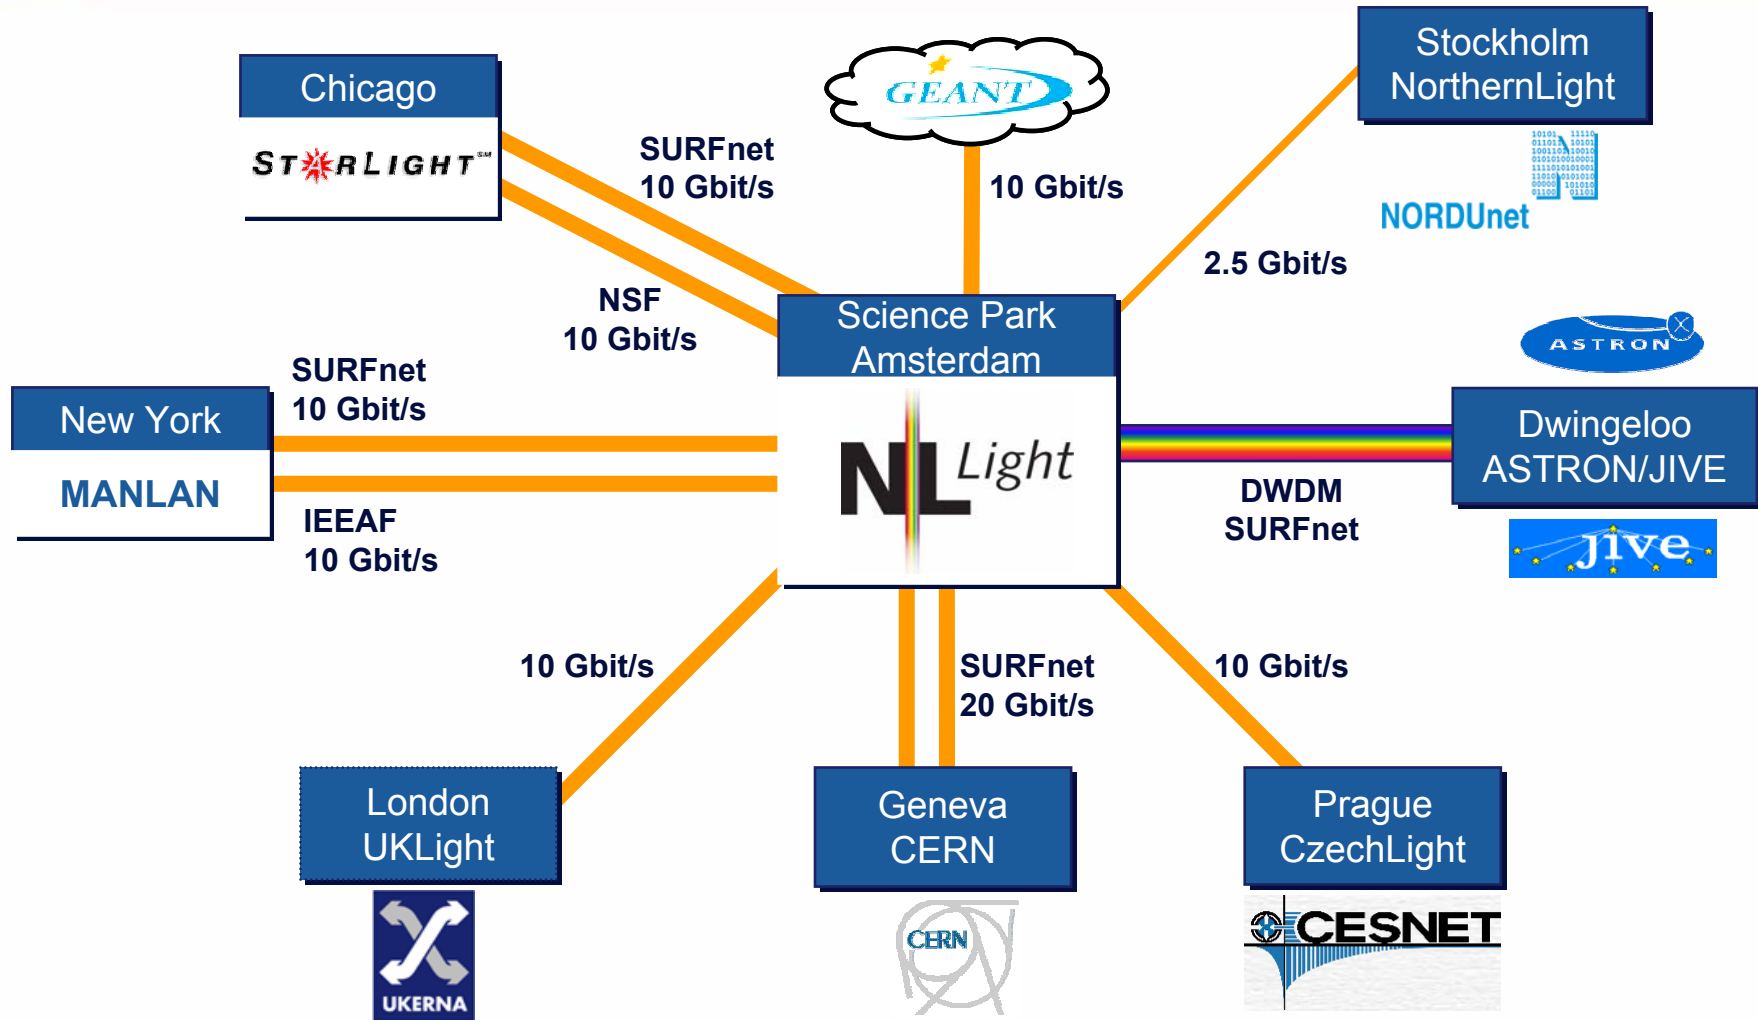 Chicago
STARLIGHT℠
SURFnet
10 Gbit/s
GEANT
10 Gbit/s
Stockholm
NorthernLight
NORDUnet
2.5 Gbit/s
NSF
10 Gbit/s
Science Park
Amsterdam
NL Light
SURFnet
10 Gbit/s
New York
MANLAN
IEEAF
10 Gbit/s
ASTRON
Dwingeloo
ASTRON/JIVE
DWDM
SURFnet
jive
10 Gbit/s
SURFnet
20 Gbit/s
10 Gbit/s
London
UKLight
UKERNA
Geneva
CERN
CERN
Prague
CzechLight
CESNET